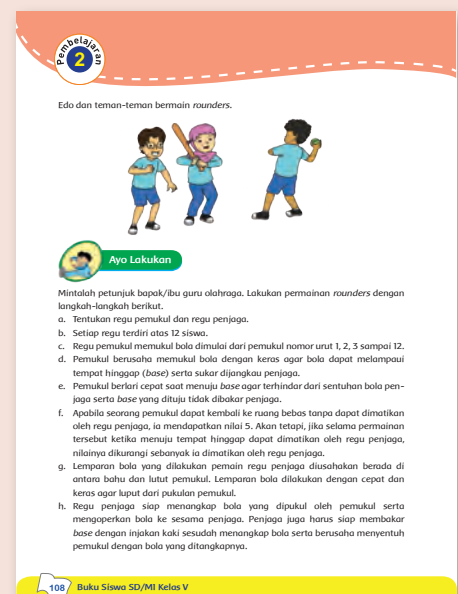 Pembelajaran
2
Edo dan teman-teman bermain rounders.
Ayo Lakukan
Mintalah petunjuk bapak/ibu guru olahraga. Lakukan permainan rounders dengan
langkah-langkah berikut.
a. Tentukan regu pemukul dan regu penjaga.
b. Setiap regu terdiri atas 12 siswa.
c. Regu pemukul memukul bola dimulai dari pemukul nomor urut 1, 2, 3 sampai 12.
d. Pemukul berusaha memukul bola dengan keras agar bola dapat melampaui
tempat hinggap (base) serta sukar dijangkau penjaga.
e. Pemukul berlari cepat saat menuju base agar terhindar dari sentuhan bola pen-
jaga serta base yang dituju tidak dibakar penjaga.
f. Apabila seorang pemukul dapat kembali ke ruang bebas tanpa dapat dimatikan
oleh regu penjaga, ia mendapatkan nilai 5. Akan tetapi, jika selama permainan
tersebut ketika menuju tempat hinggap dapat dimatikan oleh regu penjaga,
nilainya dikurangi sebanyak ia dimatikan oleh regu penjaga.
g. Lemparan bola yang dilakukan pemain regu penjaga diusahakan berada di
antara bahu dan lutut pemukul. Lemparan bola dilakukan dengan cepat dan
keras agar luput dari pukulan pemukul.
h. Regu penjaga siap menangkap bola yang dipukul oleh pemukul serta
mengoperkan bola ke sesama penjaga. Penjaga juga harus siap membakar
base dengan injakan kaki sesudah menangkap bola serta berusaha menyentuh
pemukul dengan bola yang ditangkapnya.
108 Buku Siswa SD/MI Kelas V